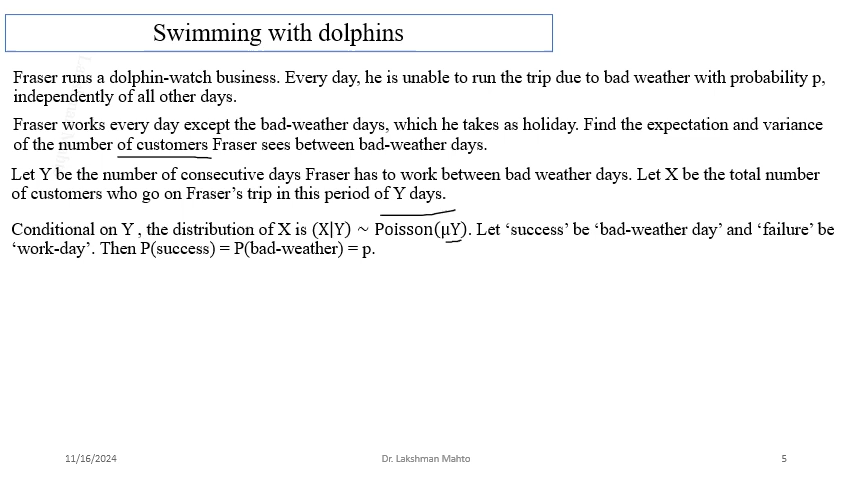 Swimming with dolphins
Fraser runs a dolphin-watch business. Every day, he is unable to run the trip due to bad weather with probability p,
independently of all other days.
Fraser works every day except the bad-weather days, which he takes as holiday. Find the expectation and variance
of the number of customers Fraser sees between bad-weather days.
Let Y be the number of consecutive days Fraser has to work between bad weather days. Let X be the total number
of customers who go on Fraser’s trip in this period of Y days.
Conditional on Y , the distribution of X is (X|Y) ~ Poisson(μY). Let ‘success’ be ‘bad-weather day’ and ‘failure’ be
‘work-day’. Then P(success) = P(bad-weather) = p.
11/16/2024
Dr. Lakshman Mahto
5